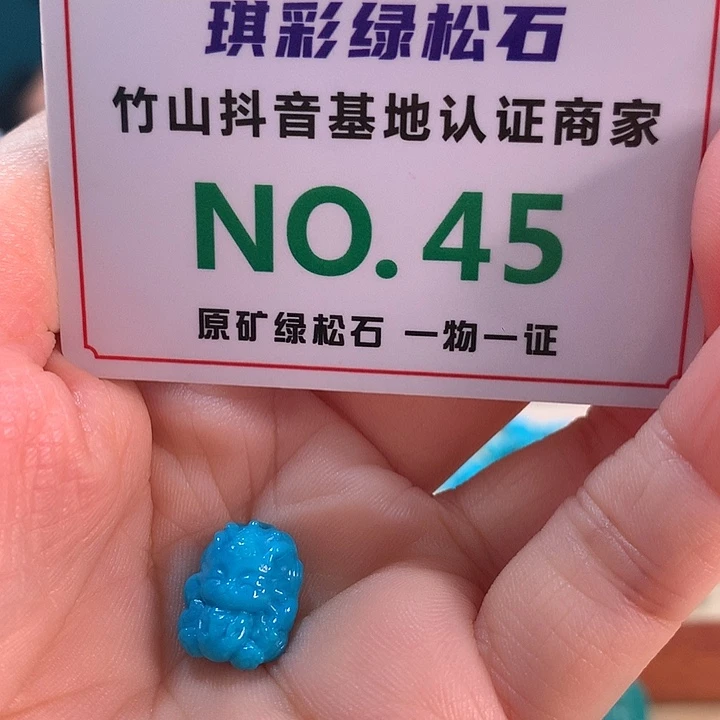 琪彩绿松石
竹山抖音基地认证商家
NO.45
原矿绿松石 一物一证